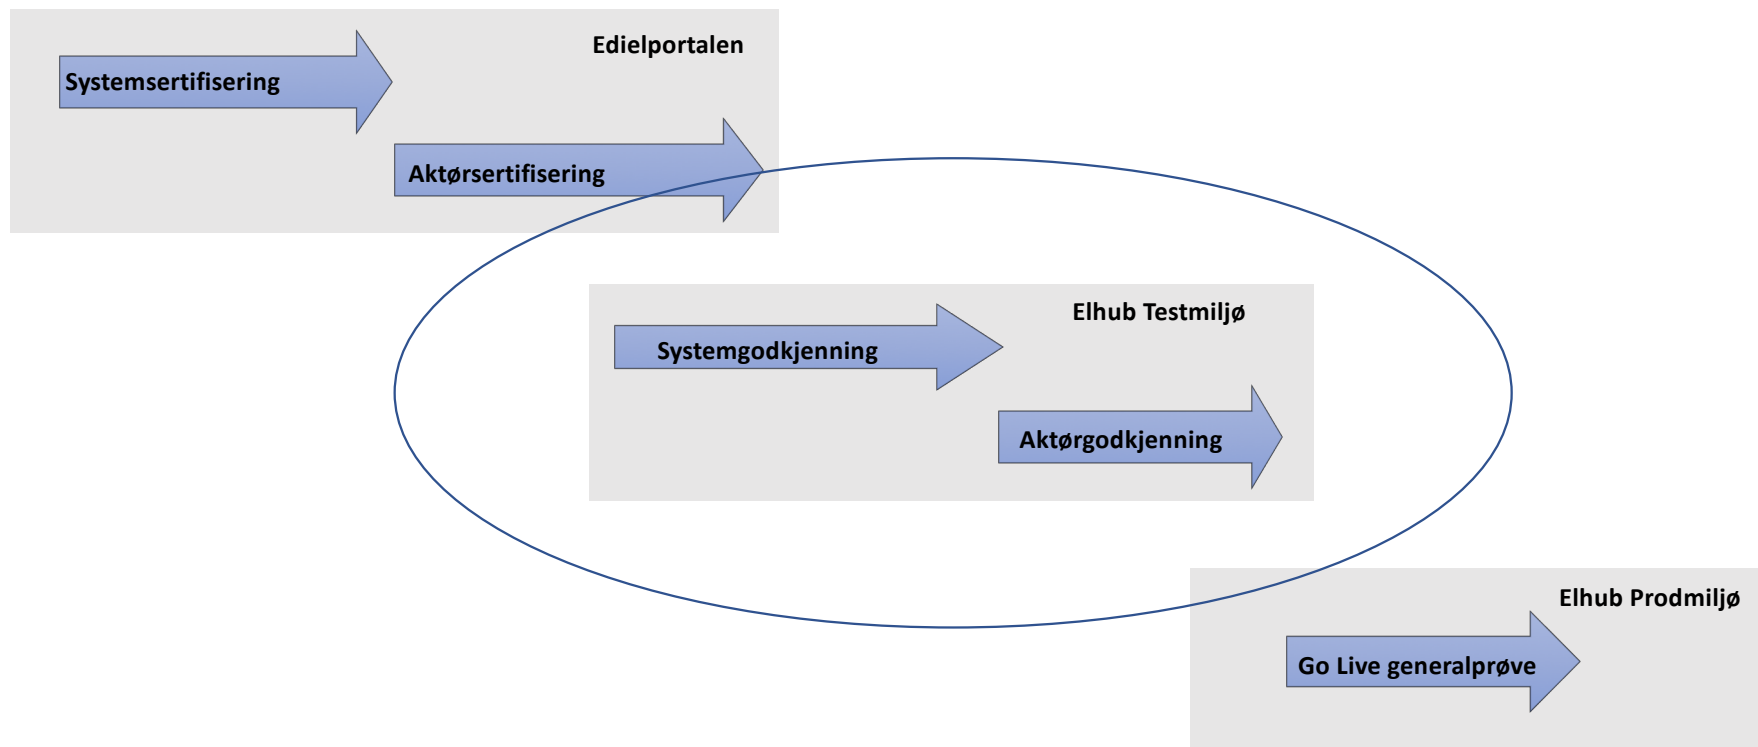 Edielportalen
Systemsertifisering
Aktørsertifisering
Elhub Testmiljø
Systemgodkjenning
Aktørgodkjenning
Elhub Prodmiljø
Go Live generalprøve